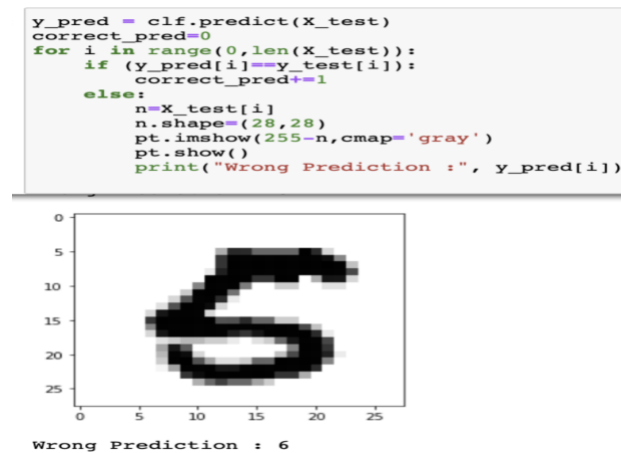 y_pred = clf.predict(X_test)
correct_pred=0
for i in range(0,len(X_test)):
    if (y_pred[i]==y_test[i]):
        correct_pred+=1
    else:
        n=X_test[i]
        n.shape=(28,28)
        pt.imshow(255-n,cmap='gray')
        pt.show()
        print("Wrong Prediction :", y_pred[i])
0
5
10
15
20
25
0 5 10 15 20 25
Wrong Prediction : 6